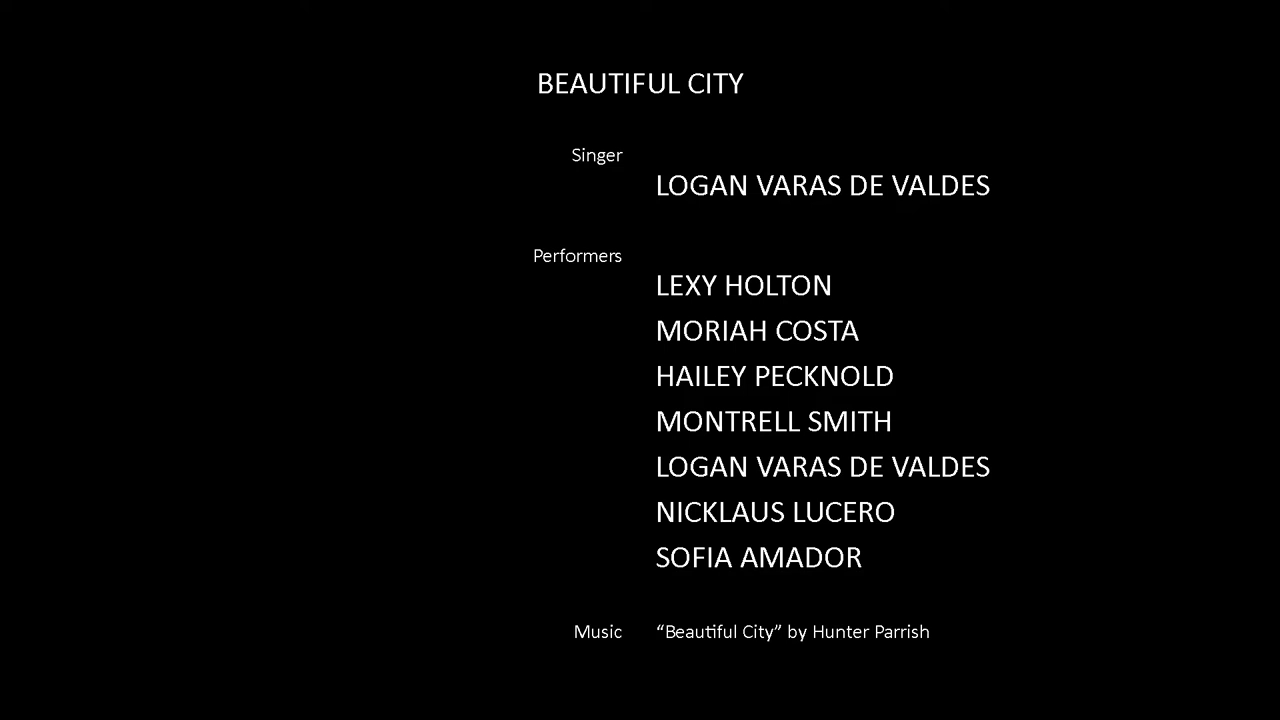 BEAUTIFUL CITY
Singer
LOGAN VARAS DE VALDES
Performers
LEXY HOLTON
MORIAH COSTA
HAILEY PECKNOLD
MONTRELL SMITH
LOGAN VARAS DE VALDES
NICKLAUS LUCERO
SOFIA AMADOR
Music “Beautiful City” by Hunter Parrish